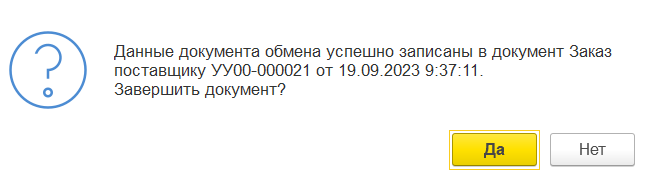 Данные документа обмена успешно записаны в документ Заказ
поставщику УУ00-000021 от 19.09.2023 9:37:11.
Завершить документ?
Да
Нет